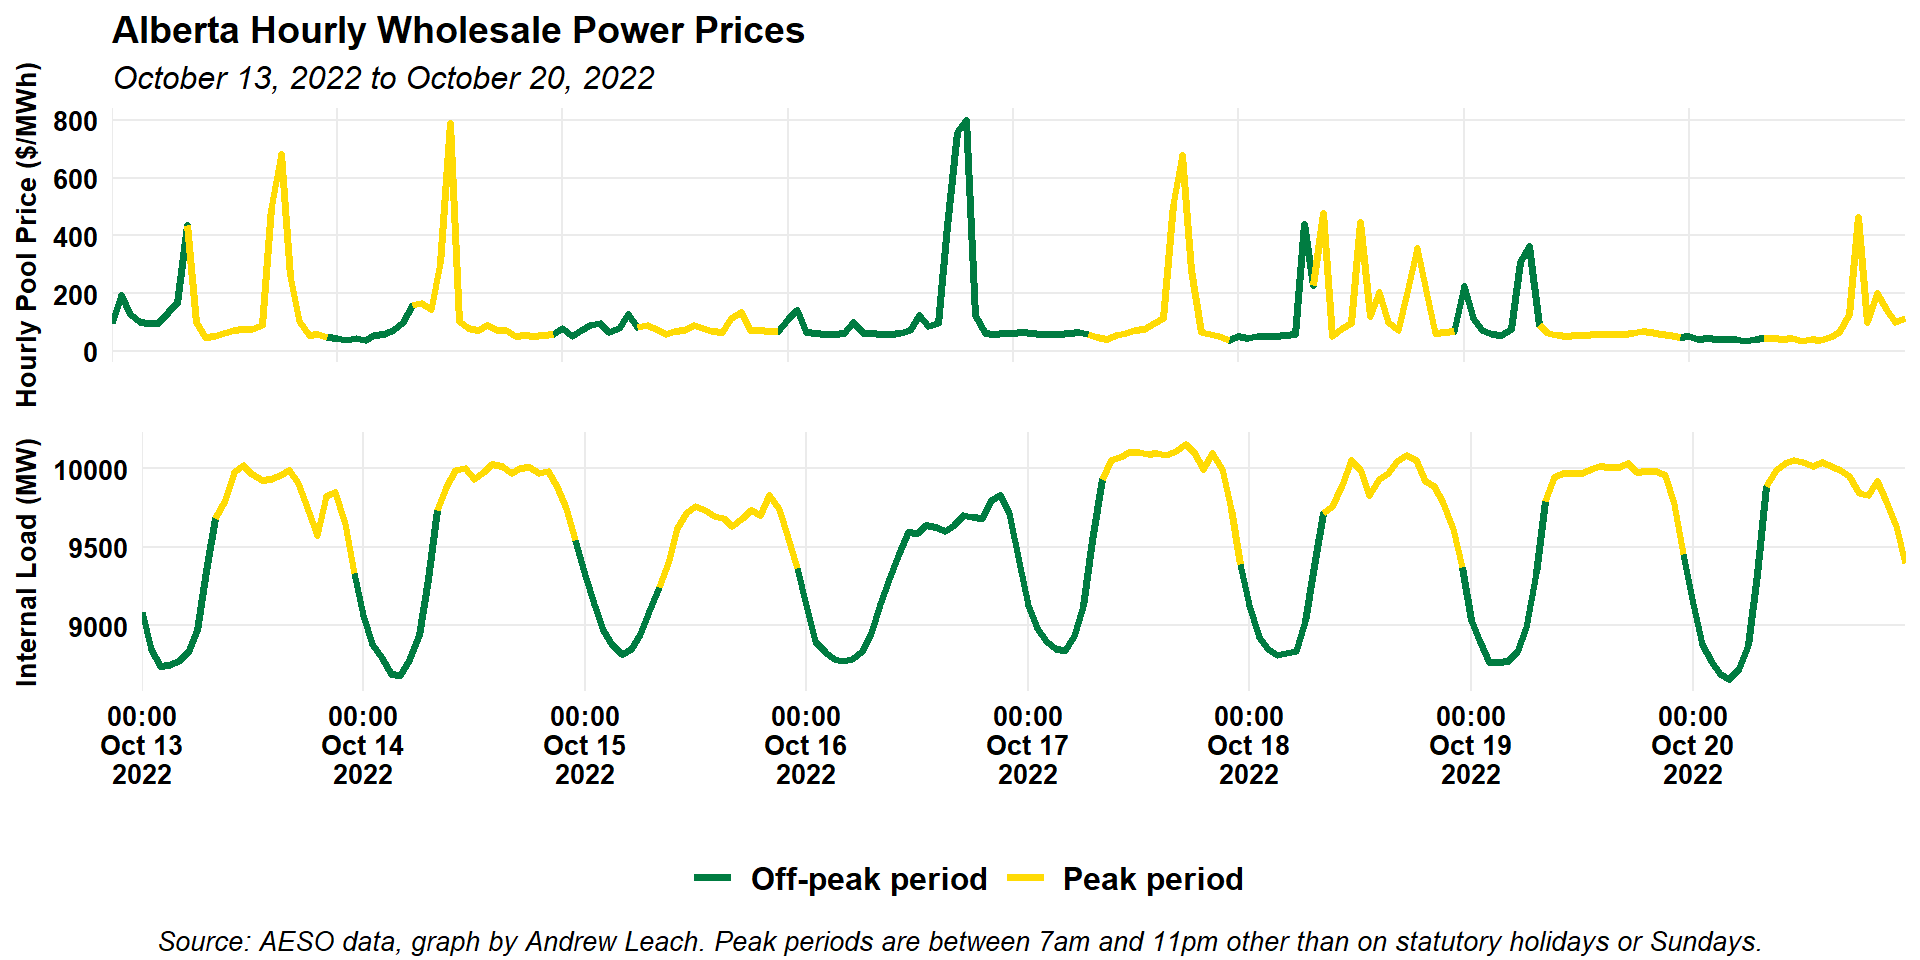 Alberta Hourly Wholesale Power Prices
October 13, 2022 to October 20, 2022
Hourly Pool Price ($/MWh)
800
600
400
200
0
Internal Load (MW)
10000
9500
9000
00:00 00:00 00:00 00:00 00:00 00:00 00:00 00:00
Oct 13 Oct 14 Oct 15 Oct 16 Oct 17 Oct 18 Oct 19 Oct 20
2022 2022 2022 2022 2022 2022 2022 2022
Off-peak period Peak period
Source: AESO data, graph by Andrew Leach. Peak periods are between 7am and 11pm other than on statutory holidays or Sundays.